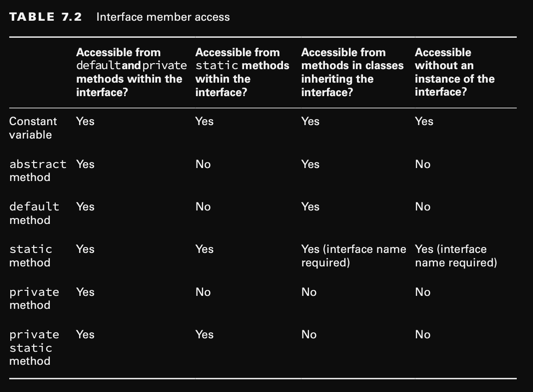 TABLE 7.2 Interface member access
Accessible from default and private methods within the interface? Accessible from static methods within the interface? Accessible from methods in classes inheriting the interface? Accessible without an instance of the interface?
Constant variable Yes Yes Yes Yes
abstract method Yes No Yes No
default method Yes No Yes No
static method Yes Yes Yes (interface name required) Yes (interface name required)
private method Yes No No No
private static method Yes Yes No No